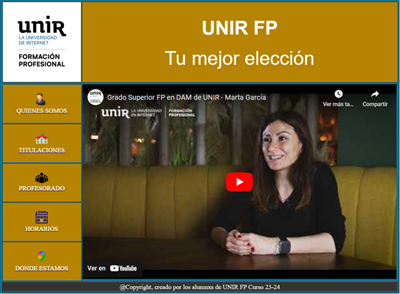 unir
LA UNIVERSIDAD
DE INTERNET
FORMACIÓN
PROFESIONAL
UNIR FP
Tu mejor elección
QUIENES SOMOS
TITULACIONES
PROFESORADO
HORARIOS
DONDE ESTAMOS
Grado Superior FP en DAM de UNIR - Marta García
unir LA UNIVERSIDAD EN INTERNET FORMACIÓN PROFESIONAL
Ver más ta...
Compartir
Ver en YouTube
@Copyright, creado por los alumnxs de UNIR FP Curso 23-24